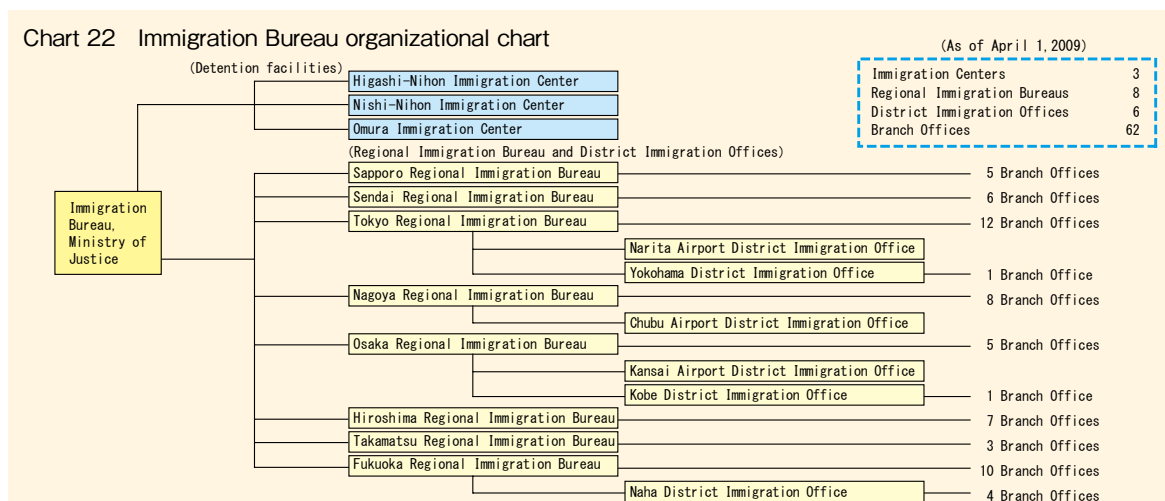 Chart 22 Immigration Bureau organizational chart
(As of April 1,2009)
Immigration Centers 3
Regional Immigration Bureaus 8
District Immigration Offices 6
Branch Offices 62
(Detention facilities)
Higashi-Nihon Immigration Center
Nishi-Nihon Immigration Center
Omura Immigration Center
(Regional Immigration Bureau and District Immigration Offices)
Immigration
Bureau,
Ministry of
Justice
Sapporo Regional Immigration Bureau 5 Branch Offices
Sendai Regional Immigration Bureau 6 Branch Offices
Tokyo Regional Immigration Bureau 12 Branch Offices
Narita Airport District Immigration Office
Yokohama District Immigration Office 1 Branch Office
Nagoya Regional Immigration Bureau 8 Branch Offices
Chubu Airport District Immigration Office
Osaka Regional Immigration Bureau 5 Branch Offices
Kansai Airport District Immigration Office
Kobe District Immigration Office 1 Branch Office
Hiroshima Regional Immigration Bureau 7 Branch Offices
Takamatsu Regional Immigration Bureau 3 Branch Offices
Fukuoka Regional Immigration Bureau 10 Branch Offices
Naha District Immigration Office 4 Branch Offices